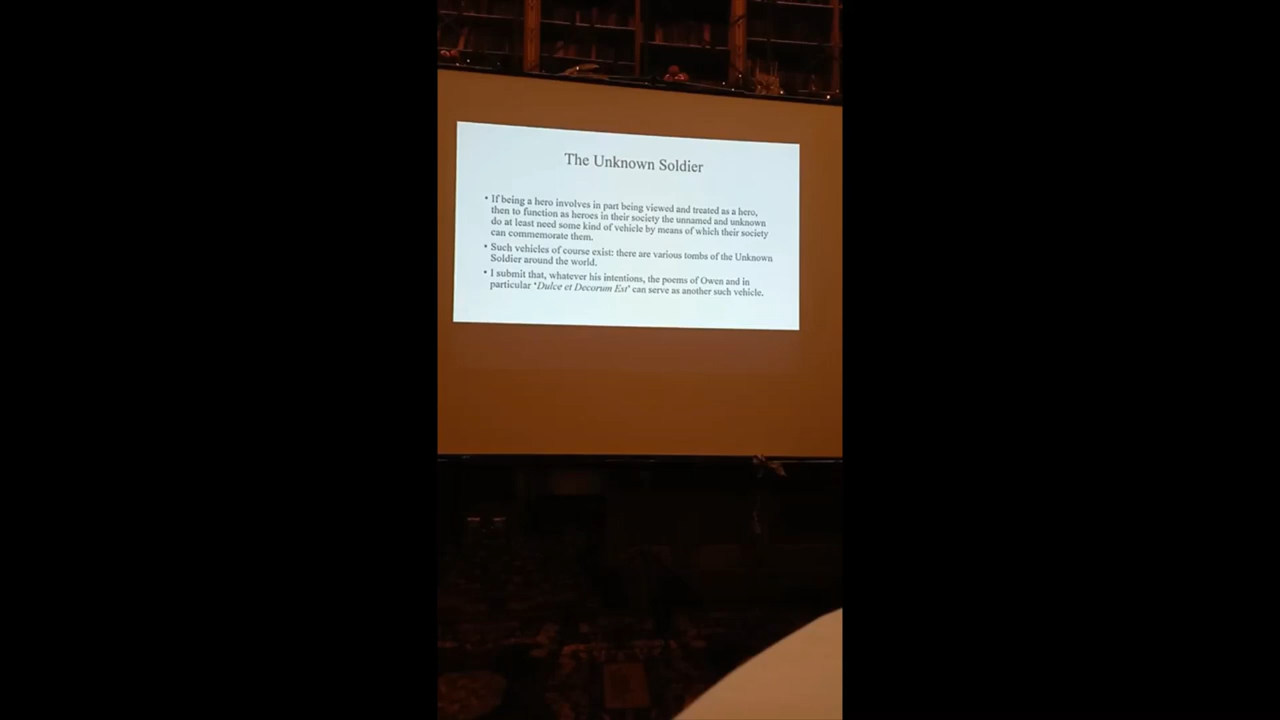 The Unknown Soldier
• If being a hero involves in part being viewed and treated as a hero,
then to function as heroes in their society the unnamed and unknown
do at least need some kind of vehicle by means of which their society
can commemorate them.
• Such vehicles of course exist: there are various tombs of the Unknown
Soldier around the world.
• I submit that, whatever his intentions, the poems of Owen and in
particular ‘Dulce et Decorum Est’ can serve as another such vehicle.